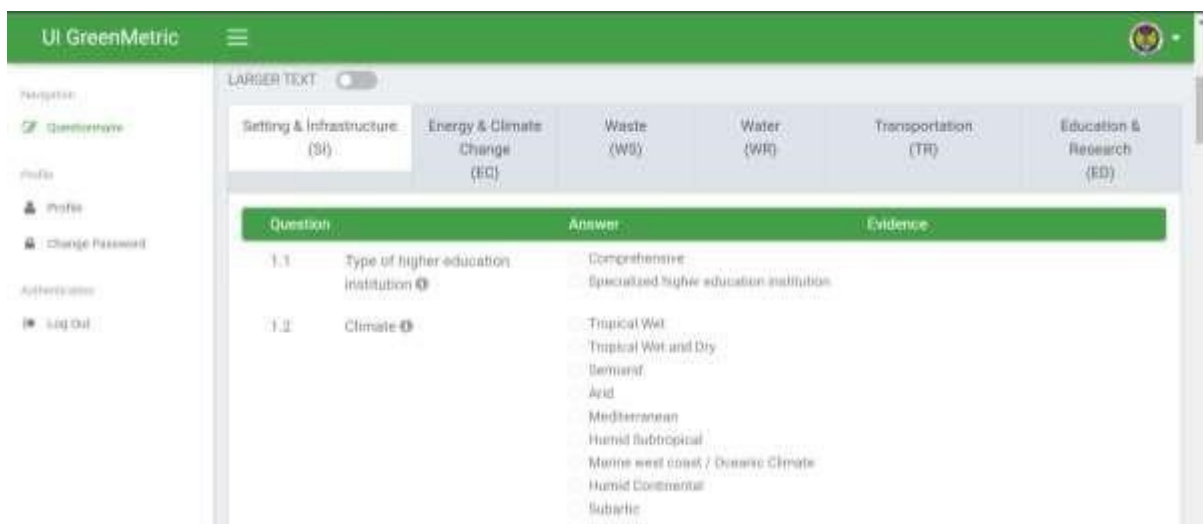 UI GreenMetric
LARGER TEXT
Navigation
Questionnaire
Profile
Profile
Change Password
Authentication
Log Out
Setting & Infrastructure
(SI)
Energy & Climate
Change
(EC)
Waste
(WS)
Water
(WR)
Transportation
(TR)
Education &
Research
(ED)
Question Answer Evidence
1.1 Type of higher education
institution
Comprehensive
Specialized higher education institution
1.2 Climate
Tropical Wet
Tropical Wet and Dry
Semiarid
Arid
Mediterranean
Humid Subtropical
Marine west coast / Oceanic Climate
Humid Continental
Subartic